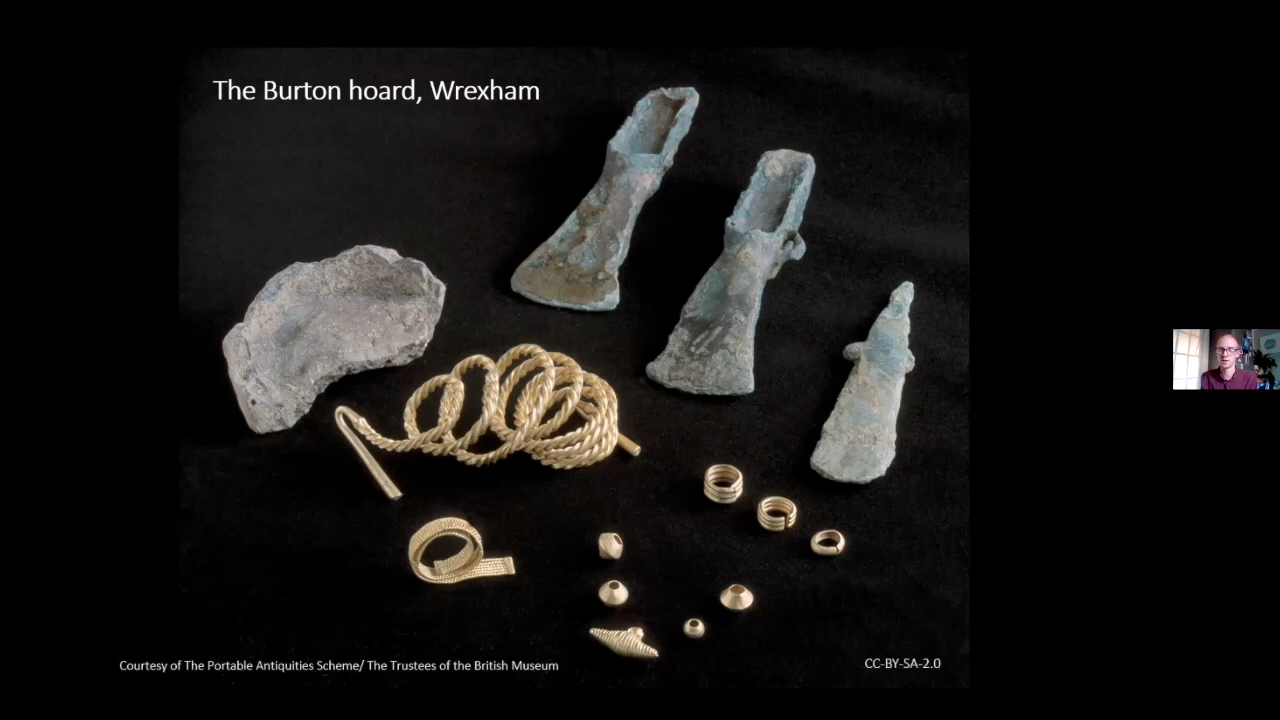 The Burton hoard, Wrexham
Courtesy of The Portable Antiquities Scheme/ The Trustees of the British Museum
CC-BY-SA-2.0